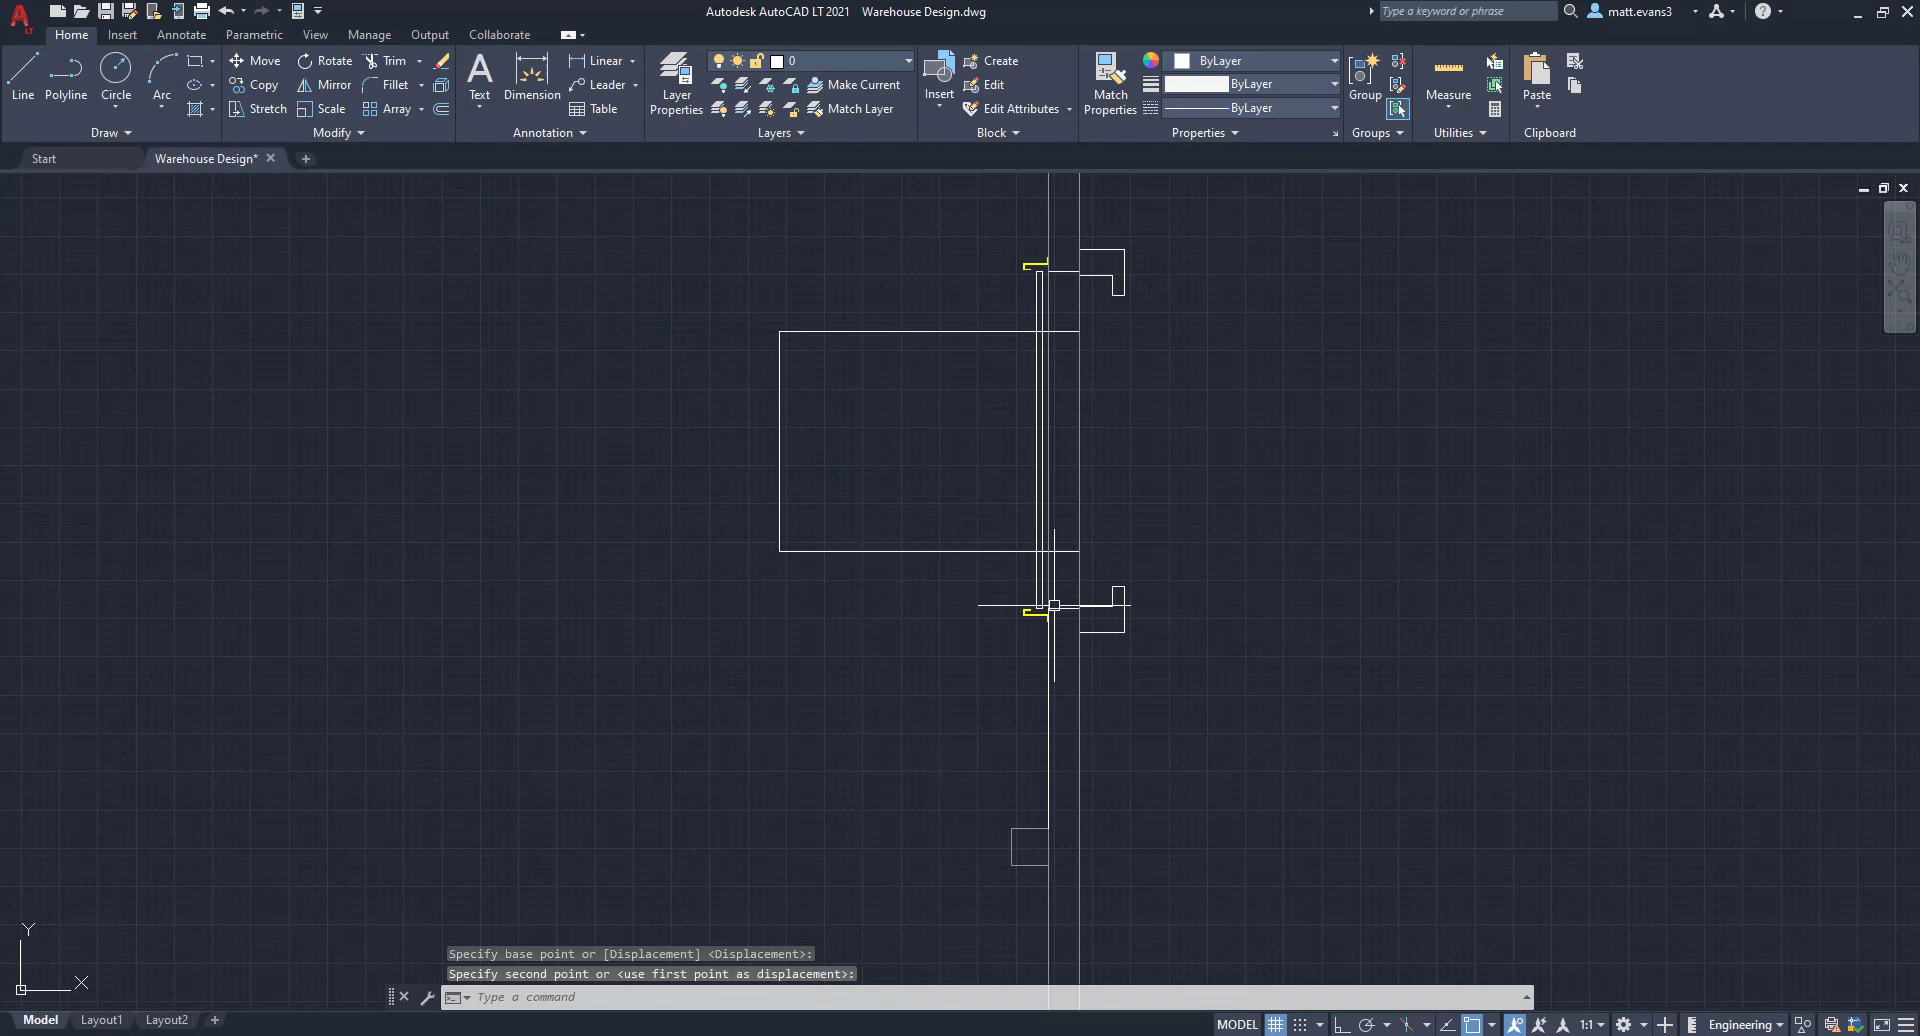 Autodesk AutoCAD LT 2021 Warehouse Design.dwg
Type a keyword or phrase
matt.evans3
LT
Home Insert Annotate Parametric View Manage Output Collaborate
Line Polyline Circle Arc
Draw
Move Rotate Trim
Copy Mirror Fillet
Stretch Scale Array
Modify
Text Dimension
Linear
Leader
Table
Annotation
Layer
Properties
0
Make Current
Match Layer
Layers
Insert
Create
Edit
Edit Attributes
Block
Match
Properties
ByLayer
ByLayer
ByLayer
Properties
Group
Groups
Measure
Utilities
Paste
Clipboard
Start Warehouse Design*
Y
X
Specify base point or [Displacement] <Displacement>:
Specify second point or <use first point as displacement>:
Type a command
Model Layout1 Layout2
MODEL 1:1 Engineering